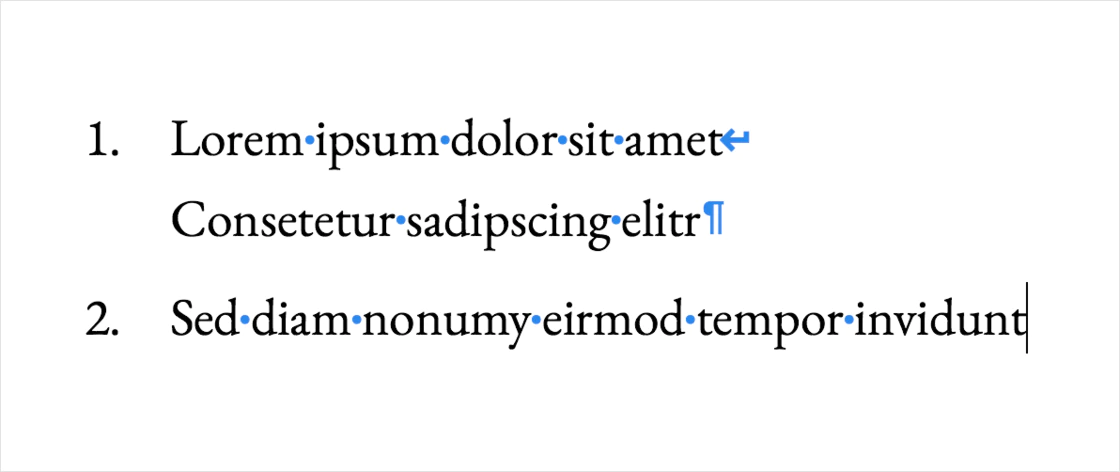 1. Lorem·ipsum·dolor·sit·amet↵
Consetetur·sadipscing·elitr¶
2. Sed·diam·nonumy·eirmod·tempor·invidunt